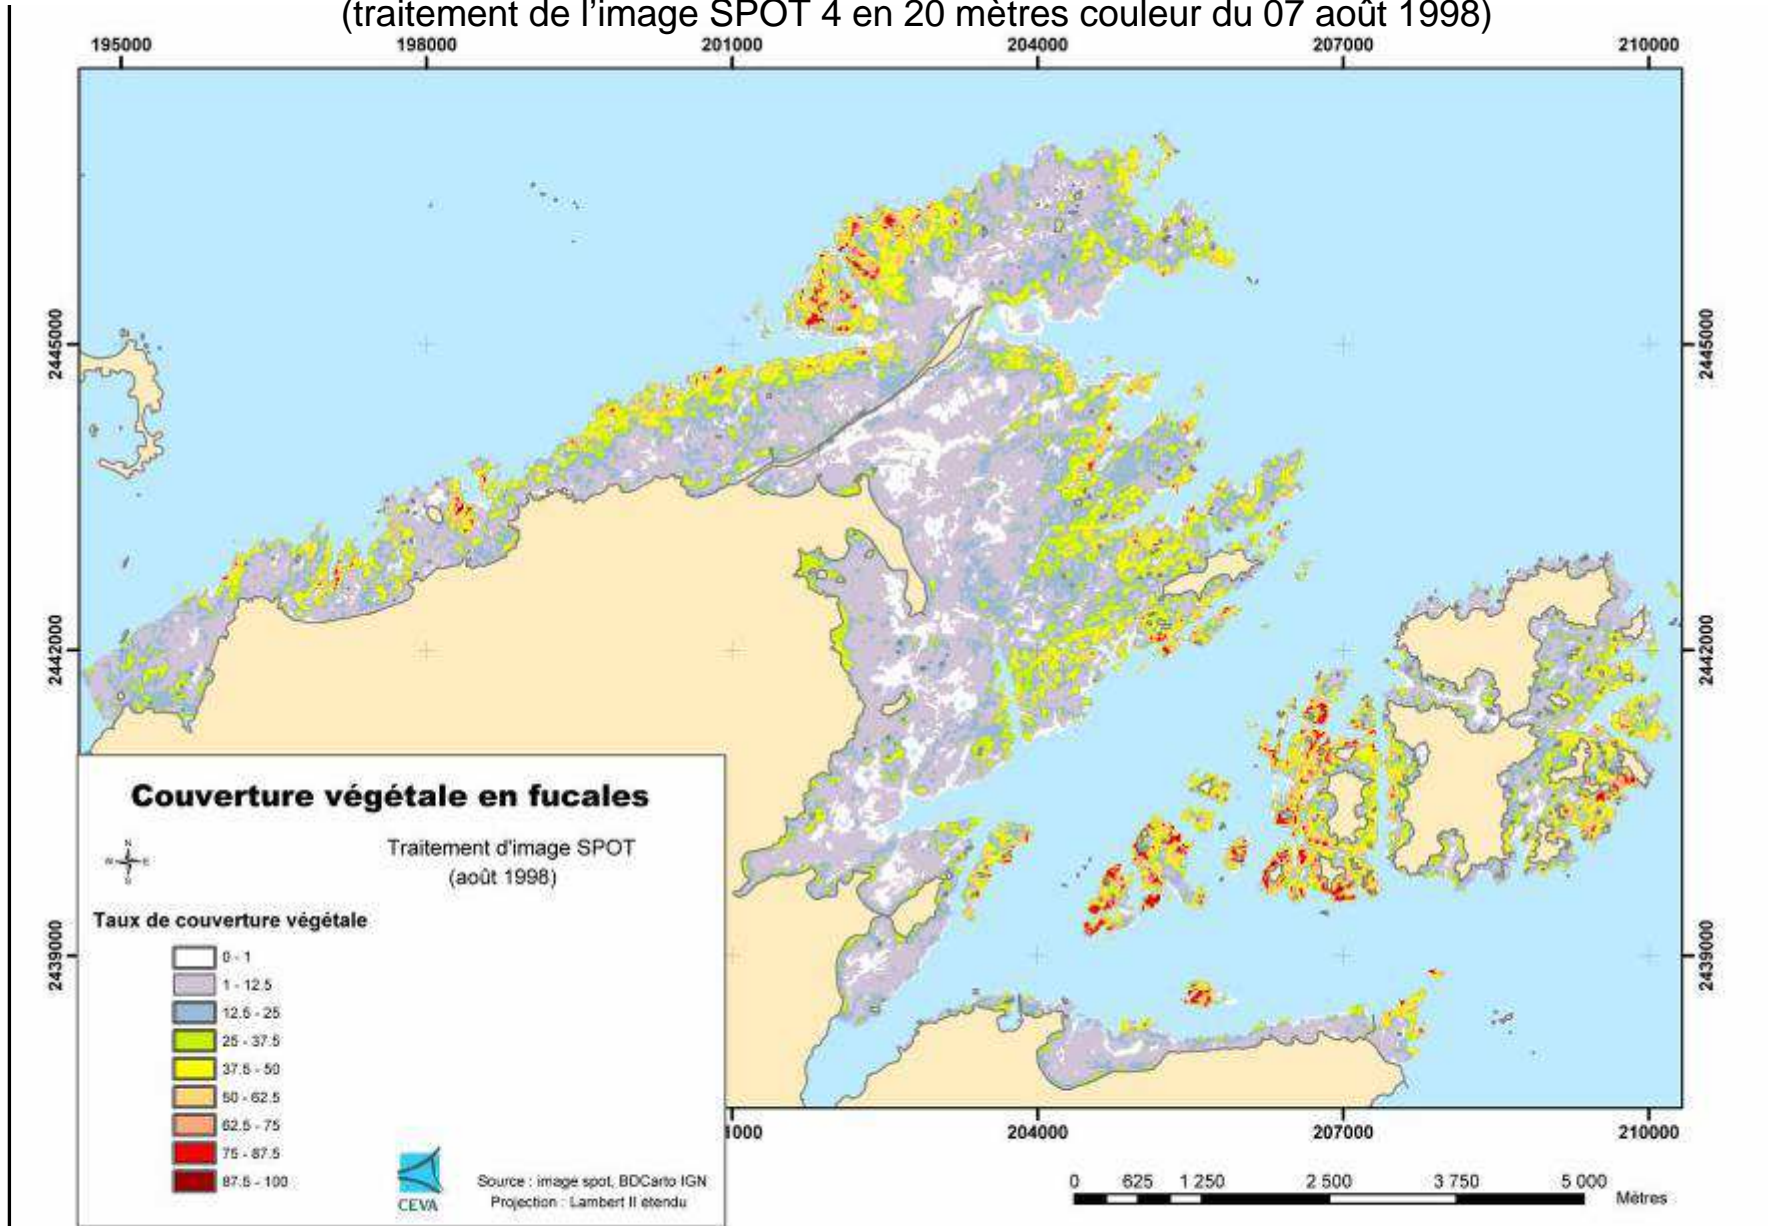 (traitement de l'image SPOT 4 en 20 mètres couleur du 07 août 1998)
195000 198000 201000 204000 207000 210000
2445000 2445000
2442000 2442000
2439000 2439000
Couverture végétale en fucales
N
W E
S
Traitement d'image SPOT
(août 1998)
Taux de couverture végétale
0 - 1
1 - 12.5
12.5 - 25
25 - 37.5
37.5 - 50
50 - 62.5
62.5 - 75
75 - 87.5
87.5 - 100
CEVA
Source : image spot, BDCarto IGN
Projection : Lambert II étendu
1000 204000 207000 210000
0 625 1 250 2 500 3 750 5 000
Mètres